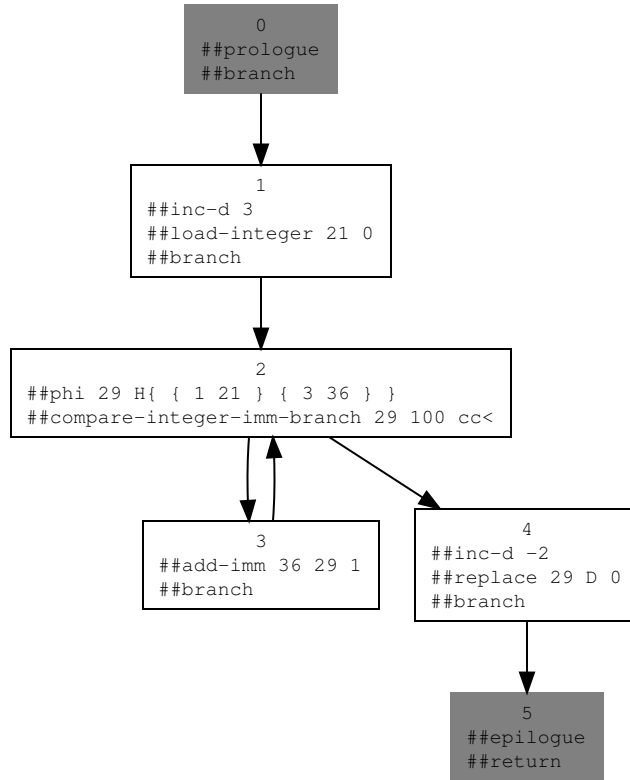 0
##prologue
##branch
1
##inc-d 3
##load-integer 21 0
##branch
2
##phi 29 H{ { 1 21 } { 3 36 } }
##compare-integer-imm-branch 29 100 cc<
3
##add-imm 36 29 1
##branch
4
##inc-d -2
##replace 29 D 0
##branch
5
##epilogue
##return